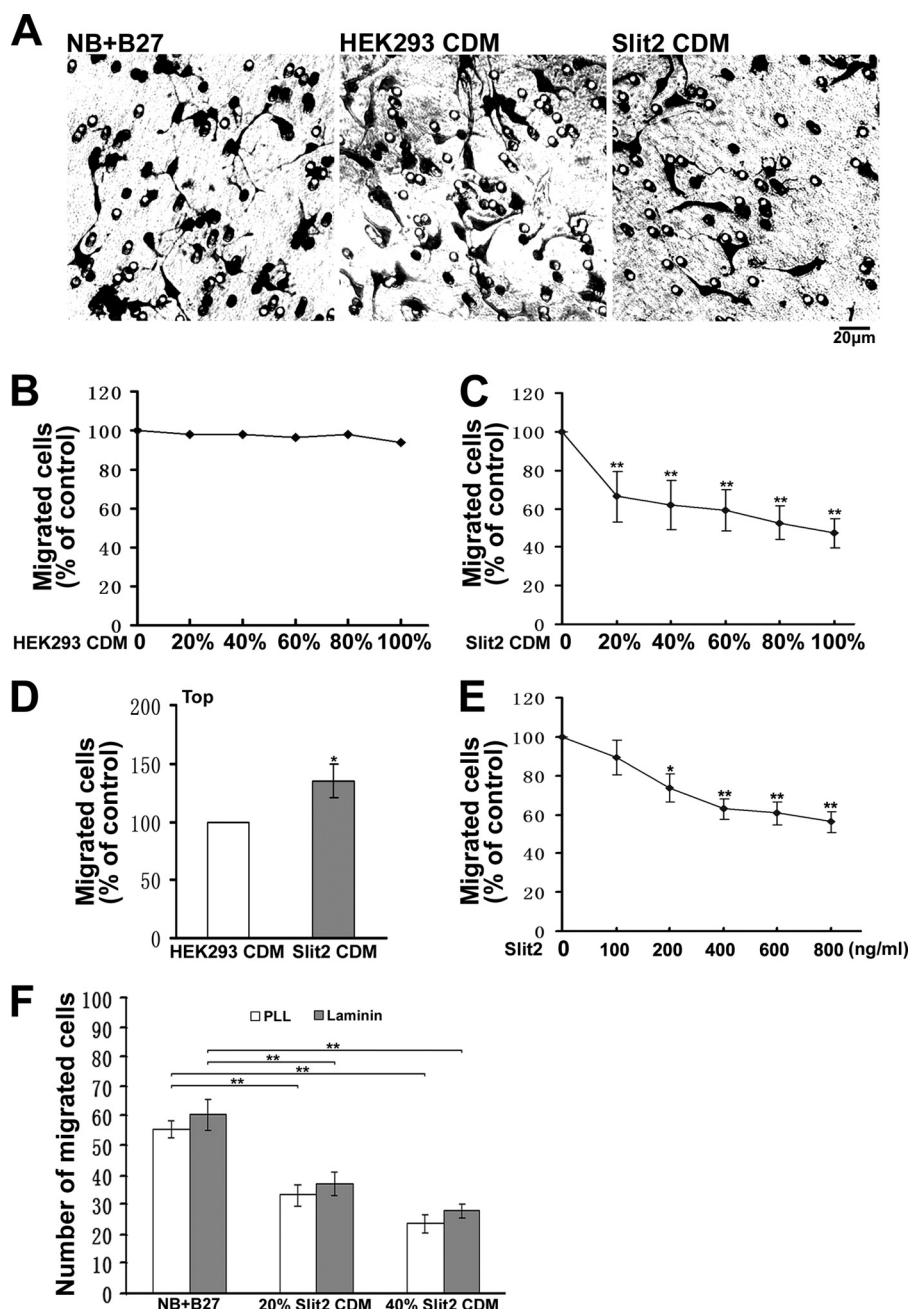 A
NB+B27 HEK293 CDM Slit2 CDM
20µm
B
Migrated cells
(% of control)
120
100
80
60
40
20
0
HEK293 CDM 0 20% 40% 60% 80% 100%
C
Migrated cells
(% of control)
120
100
80
60
40
20
0
** ** ** ** **
Slit2 CDM 0 20% 40% 60% 80% 100%
D
Top
Migrated cells
(% of control)
200
150
100
50
0
*
HEK293 CDM Slit2 CDM
E
Migrated cells
(% of control)
120
100
80
60
40
20
0
* ** ** **
Slit2 0 100 200 400 600 800 (ng/ml)
F
Number of migrated cells
100
90
80
70
60
50
40
30
20
10
0
PLL Laminin
**
**
**
**
NB+B27 20% Slit2 CDM 40% Slit2 CDM